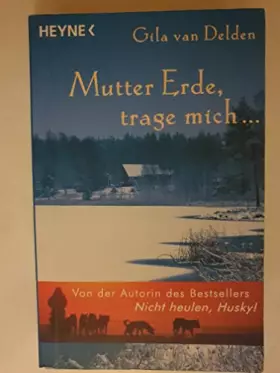 HEYNE<
Gila van Delden
Mutter Erde,
trage mich...
Von der Autorin des Bestsellers
Nicht heulen, Husky!